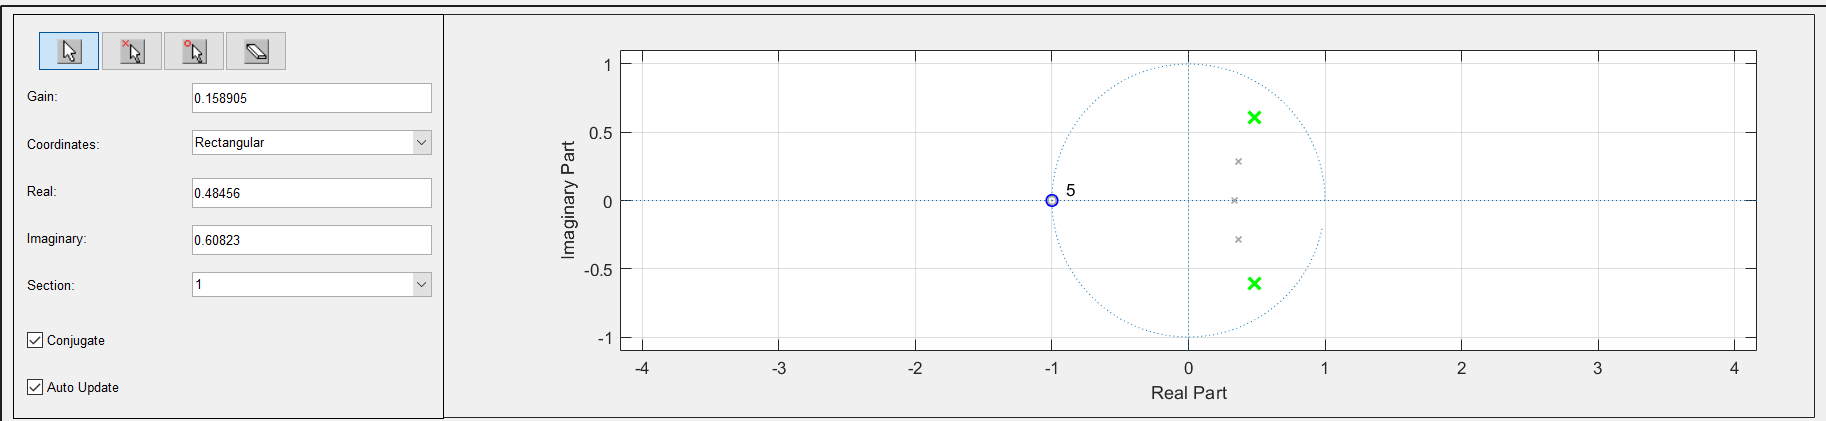 Gain:
0.158905
Coordinates:
Rectangular
Real:
0.48456
Imaginary:
0.60823
Section:
1
Conjugate
Auto Update
Imaginary Part
1
0.5
0
-0.5
-1
5
-4
-3
-2
-1
0
1
2
3
4
Real Part